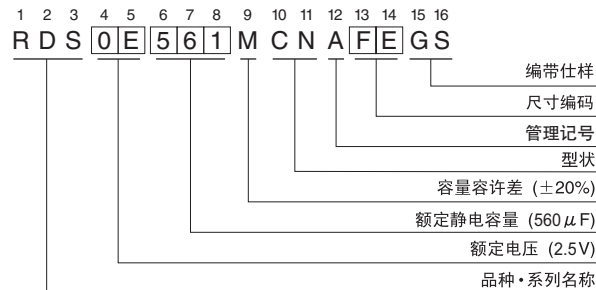 1 2 3 4 5 6 7 8 9 10 11 12 13 14 15 16
R D S 0 E 5 6 1 M C N A F E G S
编带仕样
尺寸编码
管理记号
型状
容量容许差 (±20%)
额定静电容量 (560μF)
额定电压 (2.5V)
品种・系列名称